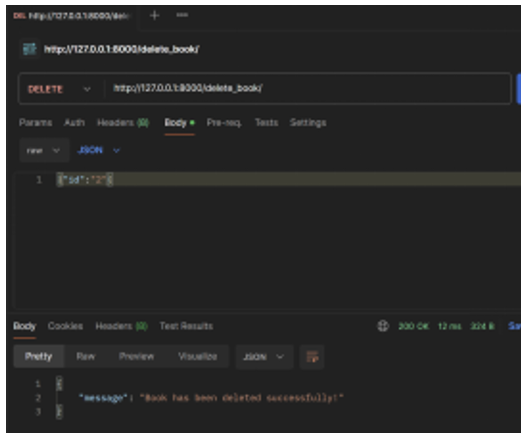 DEL http://127.0.0.1:8000/dele
http://127.0.0.1:8000/delete_book/
DELETE http://127.0.0.1:8000/delete_book/
Params Auth Headers (8) Body Pre-req. Tests Settings
raw JSON
1 {"id":"2"}
Body Cookies Headers (9) Test Results 200 OK 12 ms 324 B Sa
Pretty Raw Preview Visualize JSON
1 {
2 "message": "Book has been deleted successfully!"
3 }